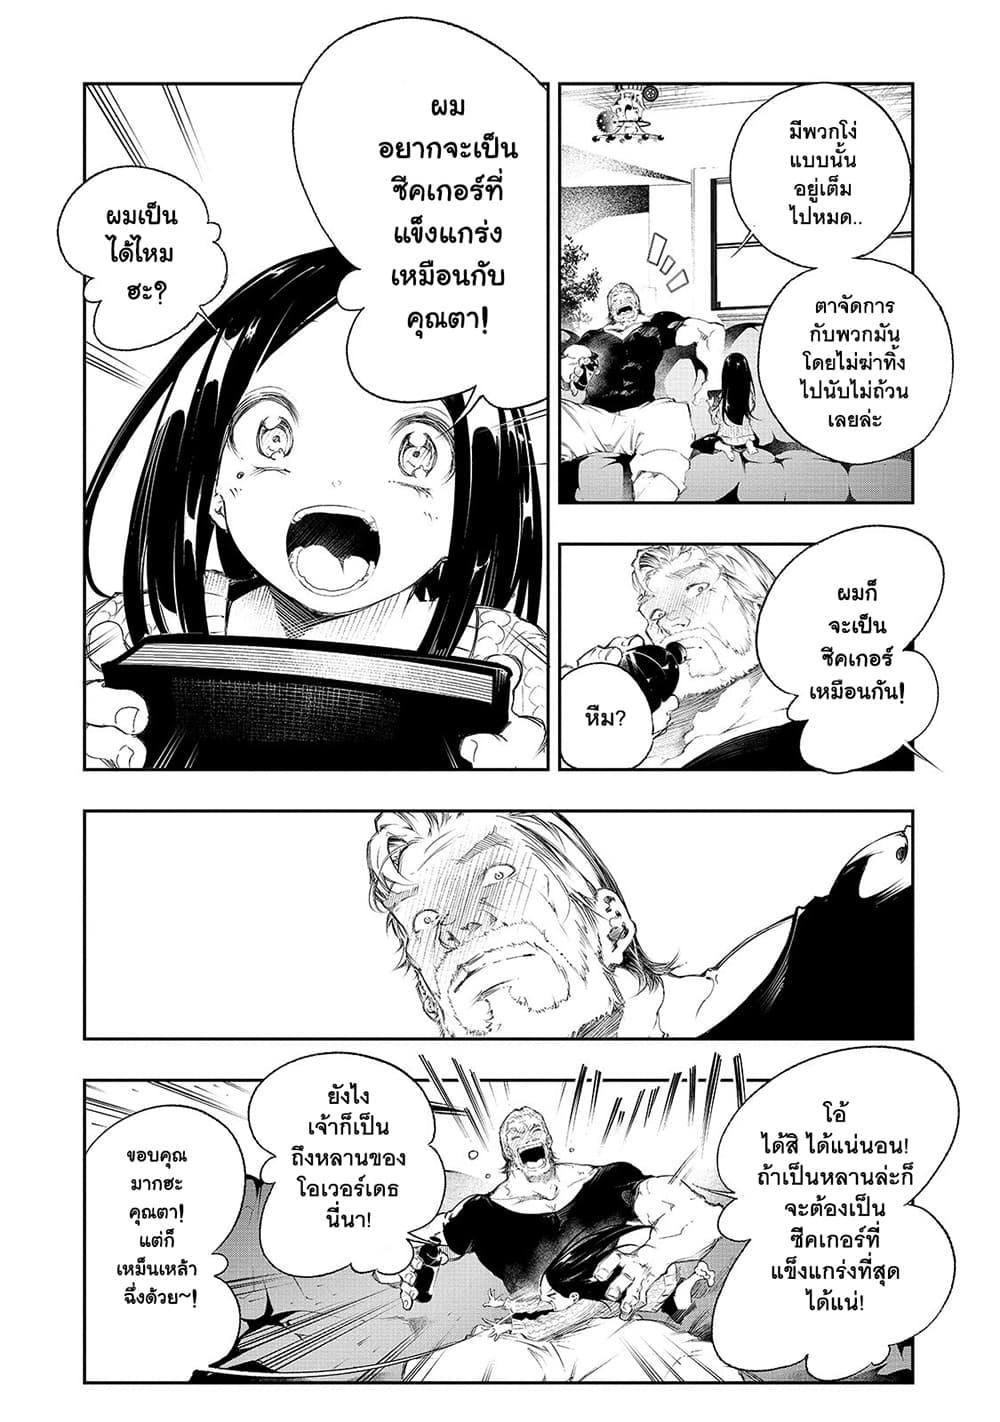 มีพวกโง่
แบบนั้น
อยู่เต็ม
ไปหมด..
ตาจัดการ
กับพวกมัน
โดยไม่ฆ่าทิ้ง
ไปนับไม่ถ้วน
เลยล่ะ
ผม
อยากจะเป็น
ซีคเกอร์ที่
แข็งแกร่ง
เหมือนกับ
คุณตา!
ผมเป็น
ได้ไหม
ฮะ?
ผมก็
จะเป็น
ซีคเกอร์
เหมือนกัน!
หืม?
โอ้
ได้สิ ได้แน่นอน!
ถ้าเป็นหลานล่ะก็
จะต้องเป็น
ซีคเกอร์ที่
แข็งแกร่งที่สุด
ได้แน่!
ยังไง
เจ้าก็เป็น
ถึงหลานของ
โอเวอร์เดธ
นี่นา!
ขอบคุณ
มากฮะ
คุณตา!
แต่ก็
เหม็นเหล้า
ฉึ่งด้วย~!